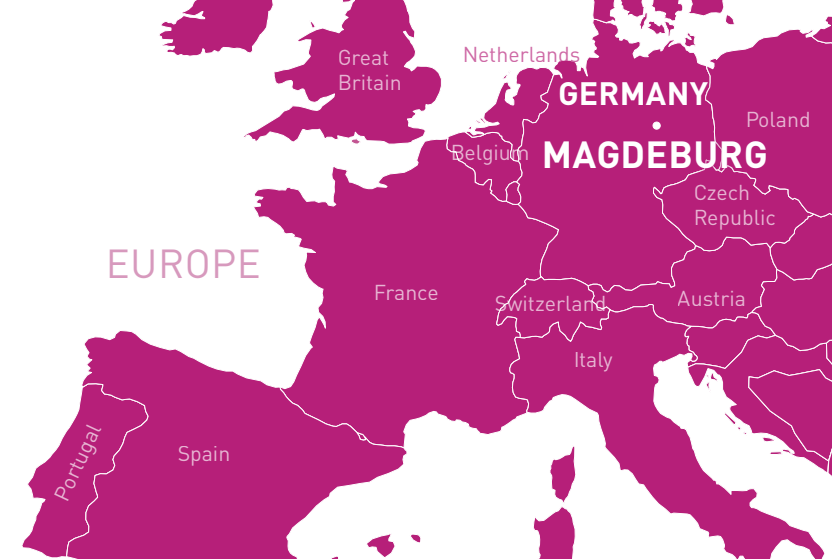 Great
Britain
Netherlands
GERMANY
Poland
MAGDEBURG
Belgium
Czech
Republic
EUROPE
France
Switzerland
Austria
Italy
Portugal
Spain